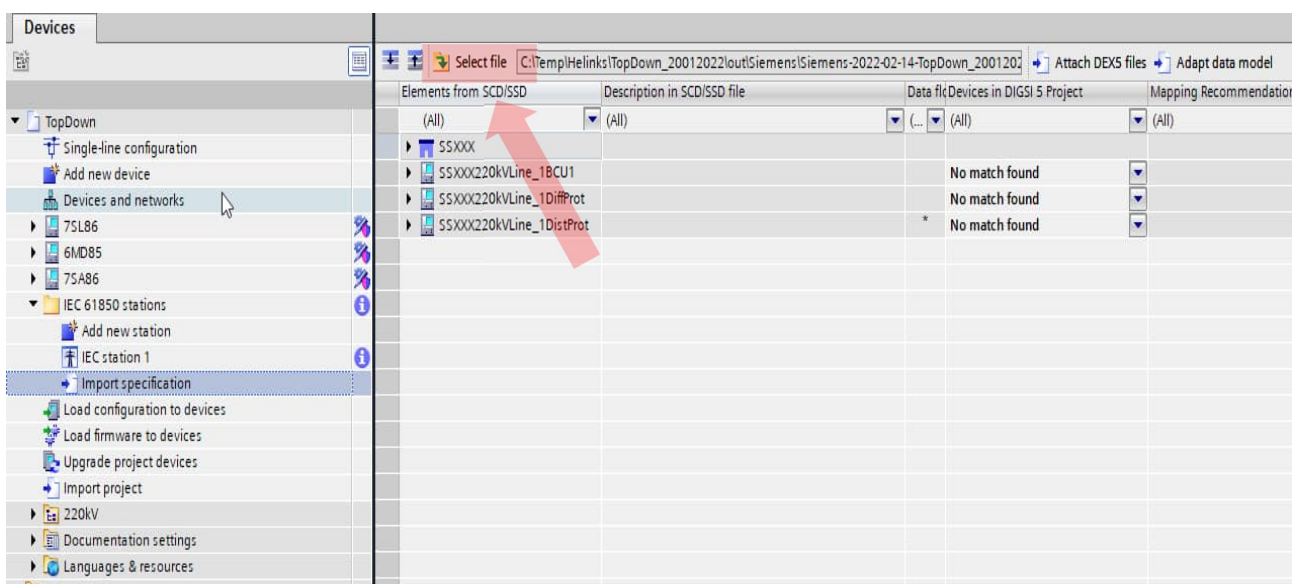 Devices
Select file C:\Temp\Helinks\TopDown_20012022\out\Siemens\Siemens-2022-02-14-TopDown_2001202 Attach DEX5 files Adapt data model
Elements from SCD/SSD Description in SCD/SSD file Data flo Devices in DIGSI 5 Project Mapping Recommendation
(All) (All) (... (All) (All)
TopDown
Single-line configuration
Add new device
Devices and networks
7SL86
6MD85
7SA86
IEC 61850 stations
Add new station
IEC station 1
Import specification
Load configuration to devices
Load firmware to devices
Upgrade project devices
Import project
220kV
Documentation settings
Languages & resources
SSXXX
SSXXX220kVLine_1BCU1 No match found
SSXXX220kVLine_1DiffProt No match found
SSXXX220kVLine_1DistProt * No match found